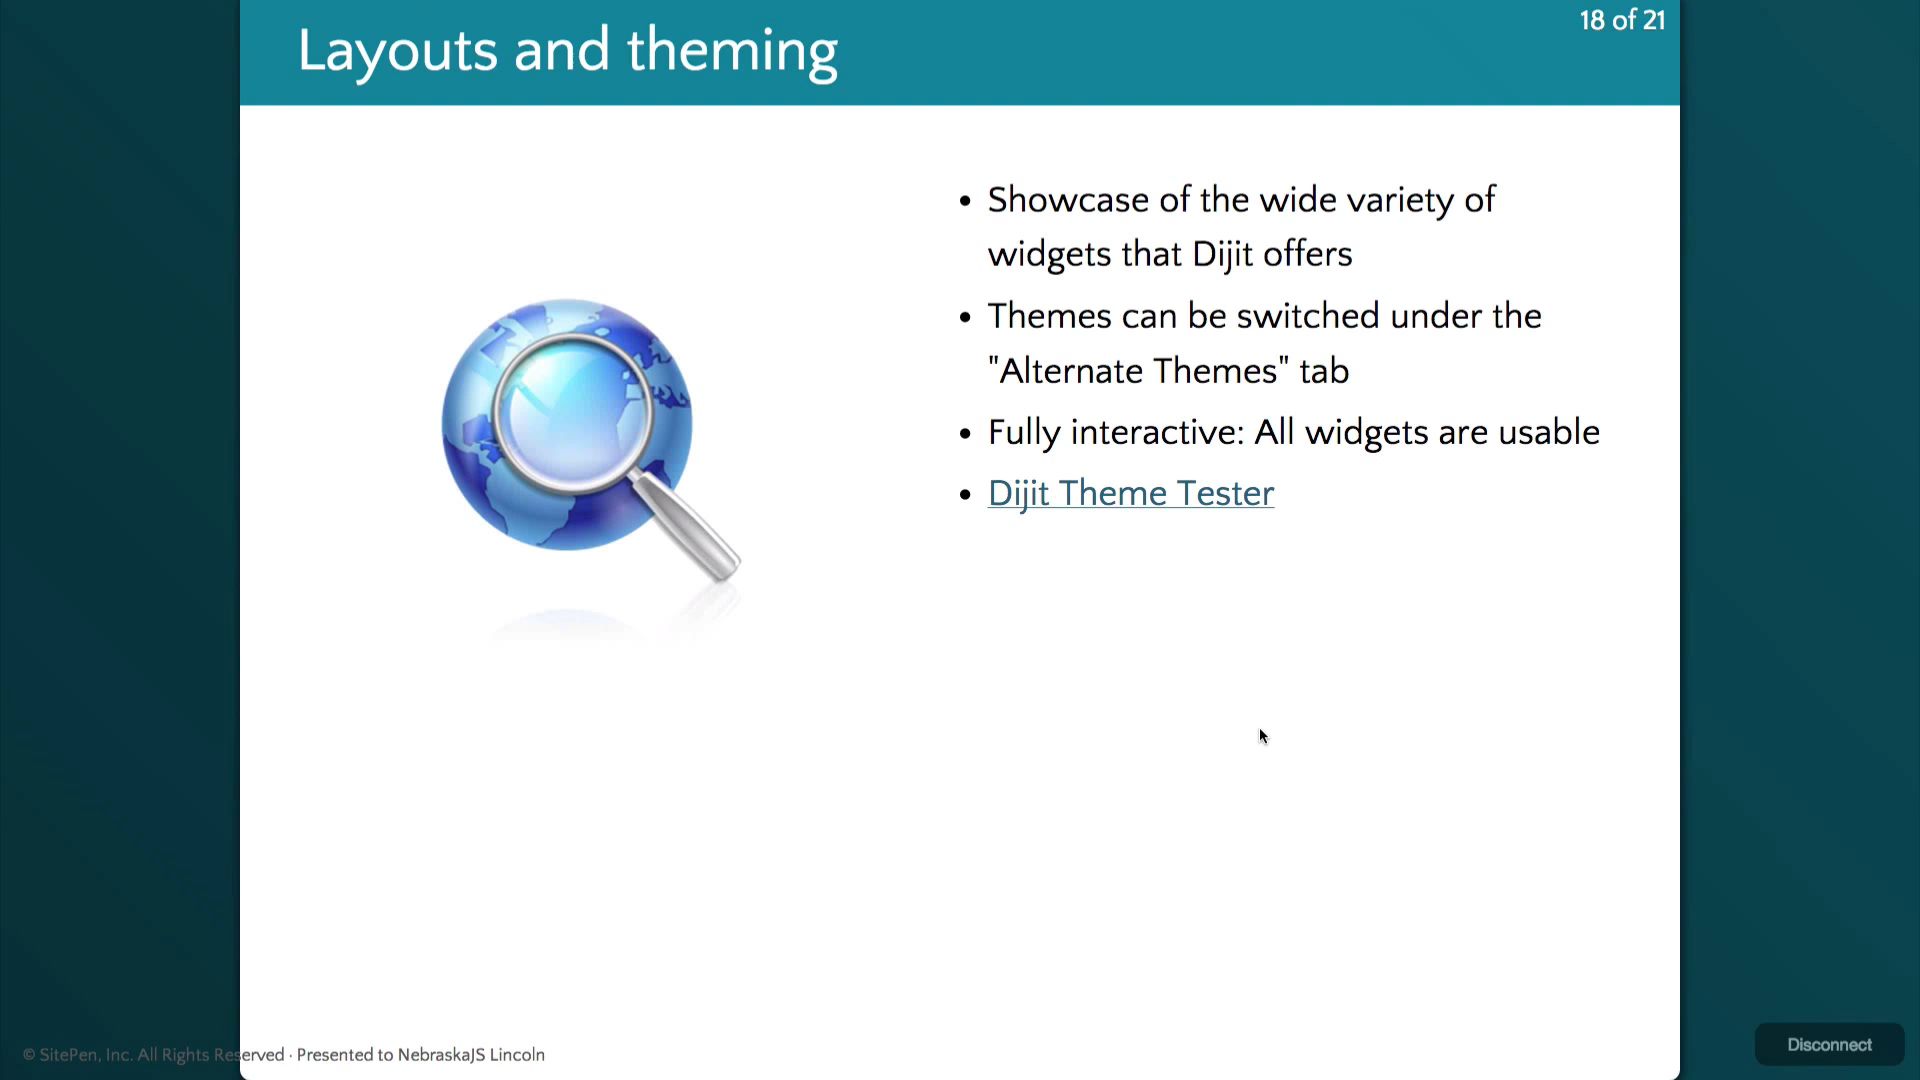 Layouts and theming
18 of 21
• Showcase of the wide variety of
widgets that Dijit offers
• Themes can be switched under the
"Alternate Themes" tab
• Fully interactive: All widgets are usable
• Dijit Theme Tester
© SitePen, Inc. All Rights Reserved · Presented to NebraskaJS Lincoln
Disconnect